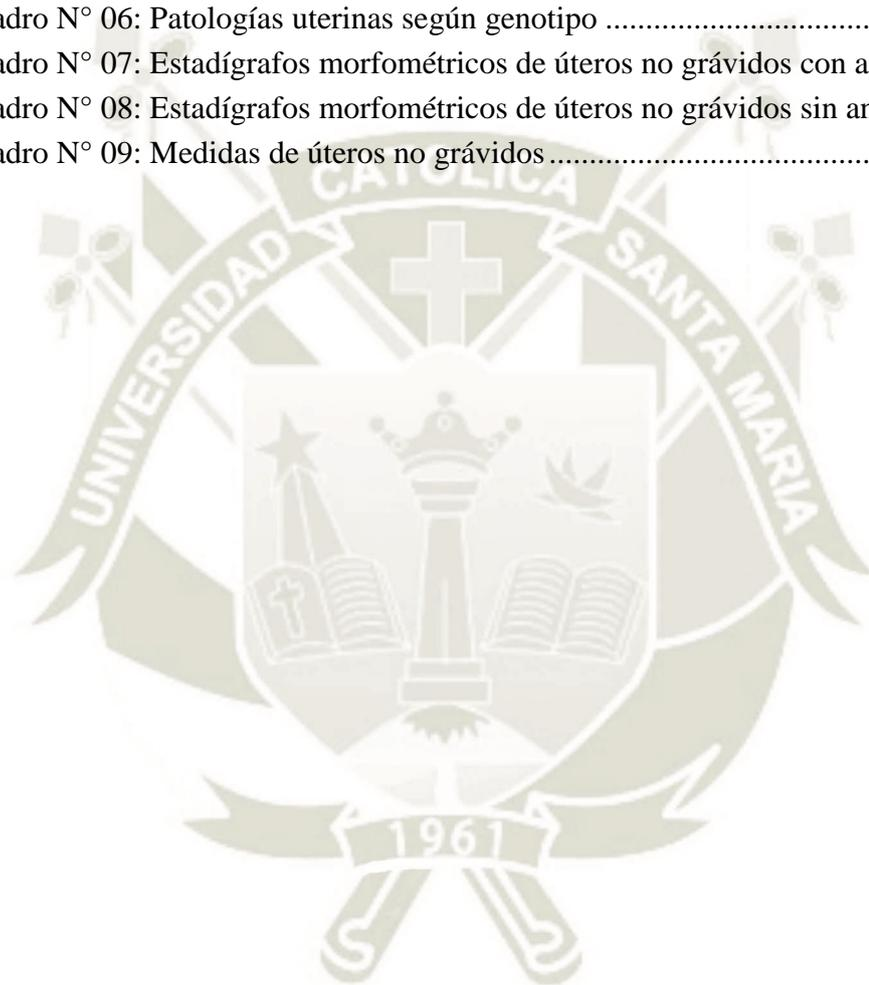 adro N° 06: Patologías uterinas según genotipo ..................................
adro N° 07: Estadígrafos morfométricos de úteros no grávidos con a
adro N° 08: Estadígrafos morfométricos de úteros no grávidos sin a
adro N° 09: Medidas de úteros no grávidos ........................................
CATOLICA
UNIVERSIDAD
SANTA MARIA
1961